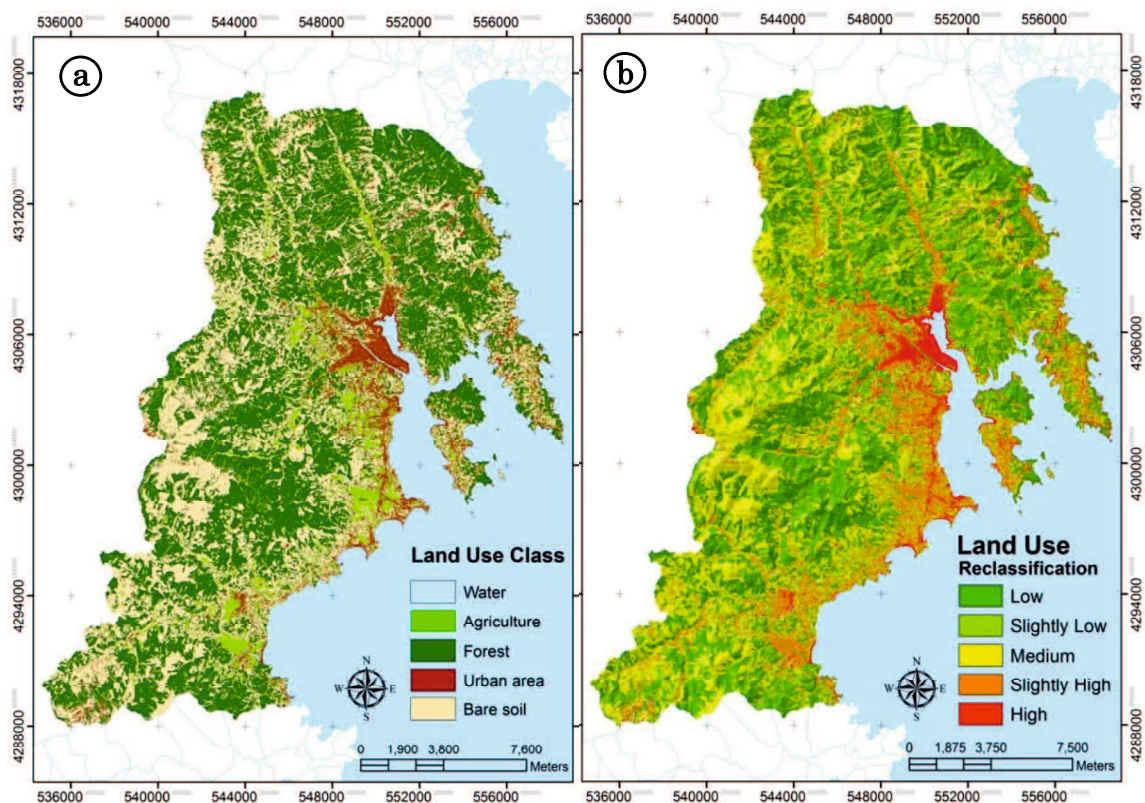 536000 540000 544000 548000 552000 556000
536000 540000 544000 548000 552000 556000
a
b
4318000
4312000
4306000
4300000
4294000
4288000
4318000
4312000
4306000
4300000
4294000
4268000
Land Use Class
Water
Agriculture
Forest
Urban area
Bare soil
N
W E
S
0 1,900 3,800 7,600
Meters
Land Use
Reclassification
Low
Slightly Low
Medium
Slightly High
High
N
W E
S
0 1,875 3,750 7,500
Meters
536000 540000 544000 548000 552000 556000
536000 540000 544000 548000 552000 556000